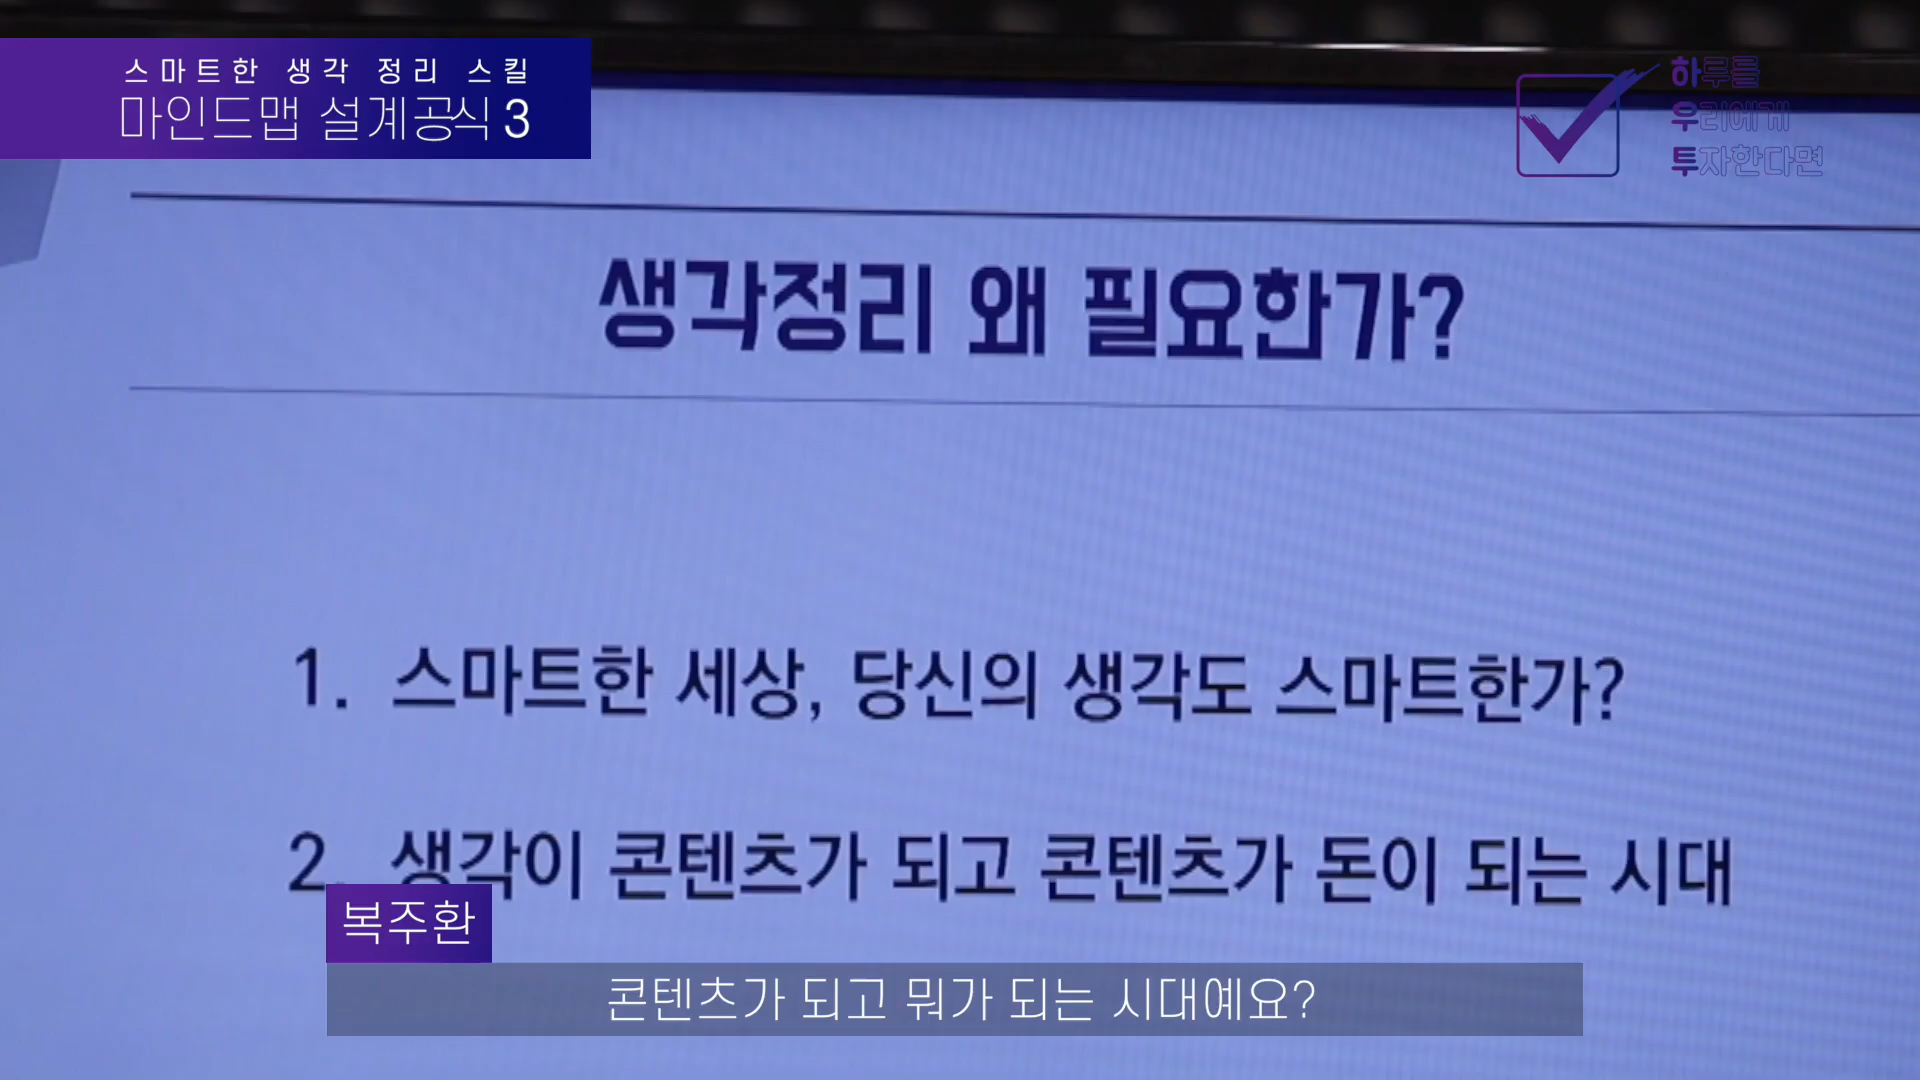 스마트한 생각 정리 스킬
마인드맵 설계공식 3
하루를
우리에게
투자한다면
생각정리 왜 필요한가?
1. 스마트한 세상, 당신의 생각도 스마트한가?
2. 생각이 콘텐츠가 되고 콘텐츠가 돈이 되는 시대
복주환
콘텐츠가 되고 뭐가 되는 시대예요?